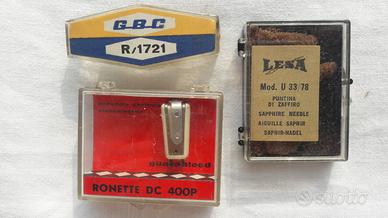 G.B.C
R/1721
guaranteed
RONETTE DC 400P
LESA
Mod. U 33/78
PUNTINA
DI ZAFFIRO
SAPPHIRE NEEDLE
AIGUILLE SAPHIR
SAPHIR-NADEL
subito